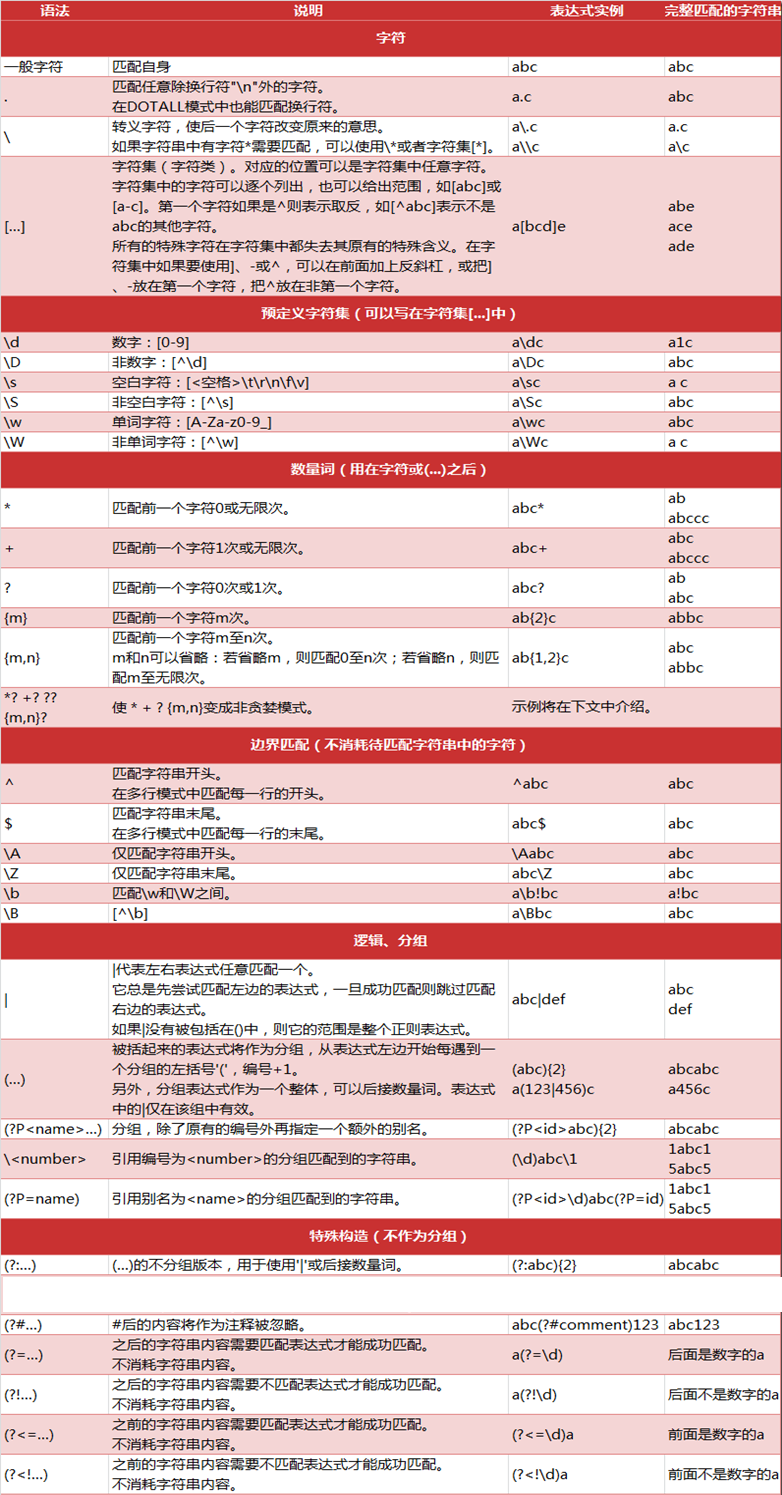 语法 说明 表达式实例 完整匹配的字符串
字符
一般字符 匹配自身 abc abc
. 匹配任意除换行符"\n"外的字符。
在DOTALL模式中也能匹配换行符。 a.c abc
\ 转义字符，使后一个字符改变原来的意思。
如果字符串中有字符*需要匹配，可以使用\*或者字符集[*]。 a\.c
a\\c a.c
a\c
[...] 字符集（字符类）。对应的位置可以是字符集中任意字符。
字符集中的字符可以逐个列出，也可以给出范围，如[abc]或
[a-c]。第一个字符如果是^则表示取反，如[^abc]表示不是
abc的其他字符。
所有的特殊字符在字符集中都失去其原有的特殊含义。在字
符集中如果要使用]、-或^，可以在前面加上反斜杠，或把]
、-放在第一个字符，把^放在非第一个字符。 a[bcd]e abe
ace
ade
预定义字符集（可以写在字符集[...]中）
\d 数字：[0-9] a\dc a1c
\D 非数字：[^\d] a\Dc abc
\s 空白字符：[<空格>\t\r\n\f\v] a\sc a c
\S 非空白字符：[^\s] a\Sc abc
\w 单词字符：[A-Za-z0-9_] a\wc abc
\W 非单词字符：[^\w] a\Wc a c
数量词（用在字符或(...)之后）
* 匹配前一个字符0或无限次。 abc* ab
abccc
+ 匹配前一个字符1次或无限次。 abc+ abc
abccc
? 匹配前一个字符0次或1次。 abc? ab
abc
{m} 匹配前一个字符m次。 ab{2}c abbc
{m,n} 匹配前一个字符m至n次。
m和n可以省略：若省略m，则匹配0至n次；若省略n，则匹
配m至无限次。 ab{1,2}c abc
abbc
*? +? ??
{m,n}? 使 * + ? {m,n}变成非贪婪模式。 示例将在下文中介绍。
边界匹配（不消耗待匹配字符串中的字符）
^ 匹配字符串开头。
在多行模式中匹配每一行的开头。 ^abc abc
$ 匹配字符串末尾。
在多行模式中匹配每一行的末尾。 abc$ abc
\A 仅匹配字符串开头。 \Aabc abc
\Z 仅匹配字符串末尾。 abc\Z abc
\b 匹配\w和\W之间。 a\b!bc a!bc
\B [^\b] a\Bbc abc
逻辑、分组
| |代表左右表达式任意匹配一个。
它总是先尝试匹配左边的表达式，一旦成功匹配则跳过匹配
右边的表达式。
如果|没有被包括在()中，则它的范围是整个正则表达式。 abc|def abc
def
(...) 被括起来的表达式将作为分组，从表达式左边开始每遇到一
个分组的左括号'('，编号+1。
另外，分组表达式作为一个整体，可以后接数量词。表达式
中的|仅在该组中有效。 (abc){2}
a(123|456)c abcabc
a456c
(?P<name>...) 分组，除了原有的编号外再指定一个额外的别名。 (?P<id>abc){2} abcabc
\<number> 引用编号为<number>的分组匹配到的字符串。 (\d)abc\1 1abc1
5abc5
(?P=name) 引用别名为<name>的分组匹配到的字符串。 (?P<id>\d)abc(?P=id) 1abc1
5abc5
特殊构造（不作为分组）
(?:...) (...)的不分组版本，用于使用'|'或后接数量词。 (?:abc){2} abcabc
(?#...) #后的内容将作为注释被忽略。 abc(?#comment)123 abc123
(?=...) 之后的字符串内容需要匹配表达式才能成功匹配。
不消耗字符串内容。 a(?=\d) 后面是数字的a
(?!...) 之后的字符串内容需要不匹配表达式才能成功匹配。
不消耗字符串内容。 a(?!\d) 后面不是数字的a
(?<=...) 之前的字符串内容需要匹配表达式才能成功匹配。
不消耗字符串内容。 (?<=\d)a 前面是数字的a
(?<!...) 之前的字符串内容需要不匹配表达式才能成功匹配。
不消耗字符串内容。 (?<!\d)a 前面不是数字的a